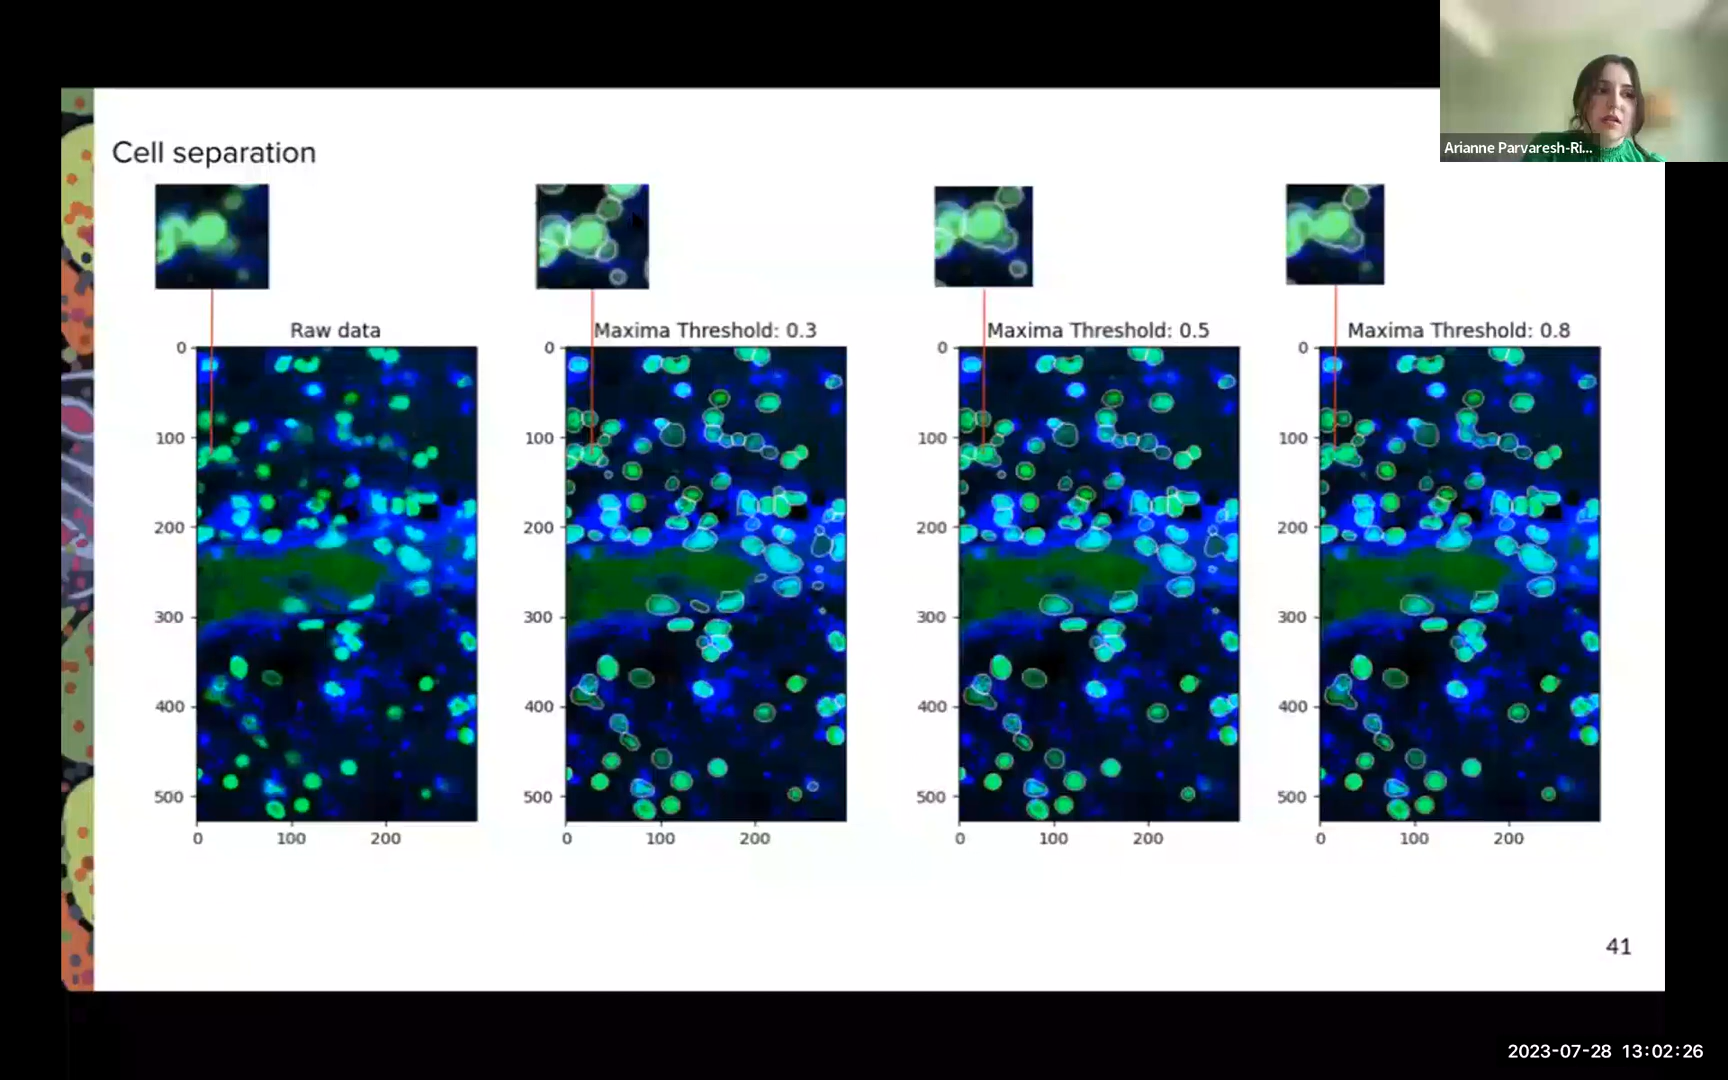 Arianne Parvaresh-Ri...
Cell separation
Raw data
Maxima Threshold: 0.3
Maxima Threshold: 0.5
Maxima Threshold: 0.8
0
100
200
300
400
500
0 100 200
0
100
200
300
400
500
0 100 200
0
100
200
300
400
500
0 100 200
0
100
200
300
400
500
0 100 200
41
2023-07-28 13:02:26